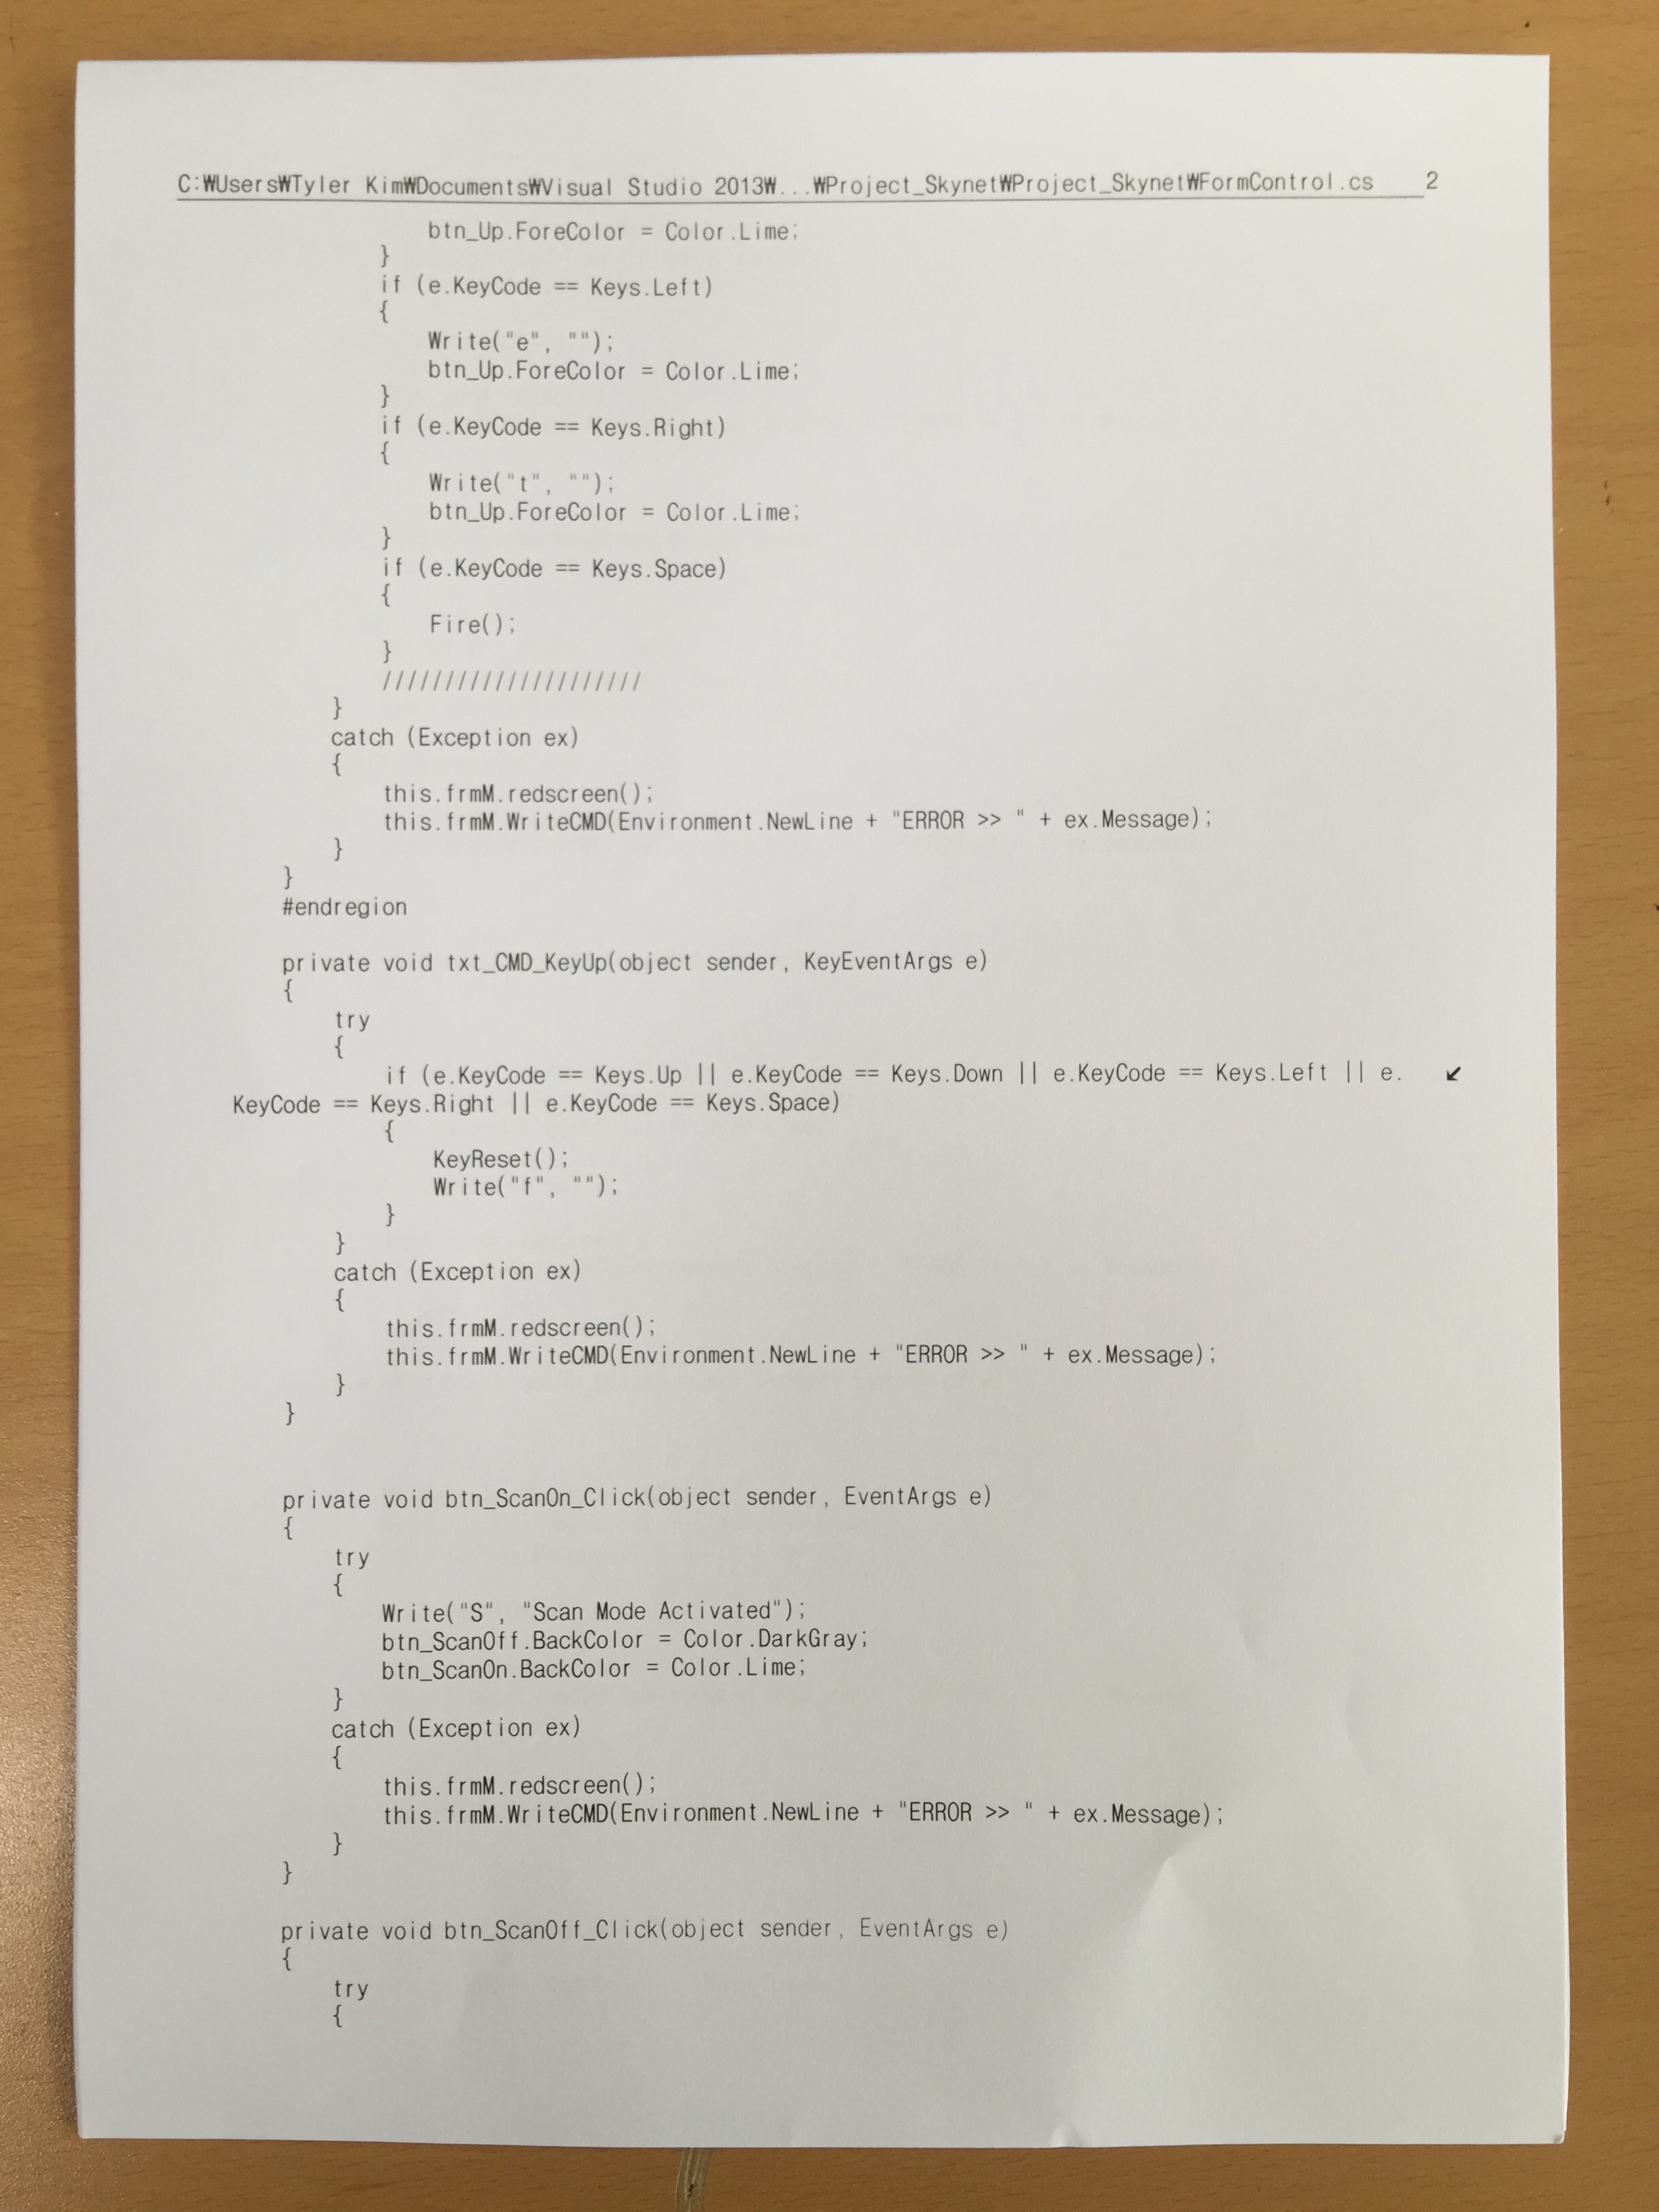 C:₩Users₩Tyler Kim₩Documents₩Visual Studio 2013₩...₩Project_Skynet₩Project_Skynet₩FormControl.cs    2
                btn_Up.ForeColor = Color.Lime;
            }
            if (e.KeyCode == Keys.Left)
            {
                Write("e", "");
                btn_Up.ForeColor = Color.Lime;
            }
            if (e.KeyCode == Keys.Right)
            {
                Write("t", "");
                btn_Up.ForeColor = Color.Lime;
            }
            if (e.KeyCode == Keys.Space)
            {
                Fire();
            }
            /////////////////////
        }
        catch (Exception ex)
        {
            this.frmM.redscreen();
            this.frmM.WriteCMD(Environment.NewLine + "ERROR >> " + ex.Message);
        }
    }
    #endregion

    private void txt_CMD_KeyUp(object sender, KeyEventArgs e)
    {
        try
        {
            if (e.KeyCode == Keys.Up || e.KeyCode == Keys.Down || e.KeyCode == Keys.Left || e. ↙
KeyCode == Keys.Right || e.KeyCode == Keys.Space)
            {
                KeyReset();
                Write("f", "");
            }
        }
        catch (Exception ex)
        {
            this.frmM.redscreen();
            this.frmM.WriteCMD(Environment.NewLine + "ERROR >> " + ex.Message);
        }
    }

    private void btn_ScanOn_Click(object sender, EventArgs e)
    {
        try
        {
            Write("S", "Scan Mode Activated");
            btn_ScanOff.BackColor = Color.DarkGray;
            btn_ScanOn.BackColor = Color.Lime;
        }
        catch (Exception ex)
        {
            this.frmM.redscreen();
            this.frmM.WriteCMD(Environment.NewLine + "ERROR >> " + ex.Message);
        }
    }

    private void btn_ScanOff_Click(object sender, EventArgs e)
    {
        try
        {